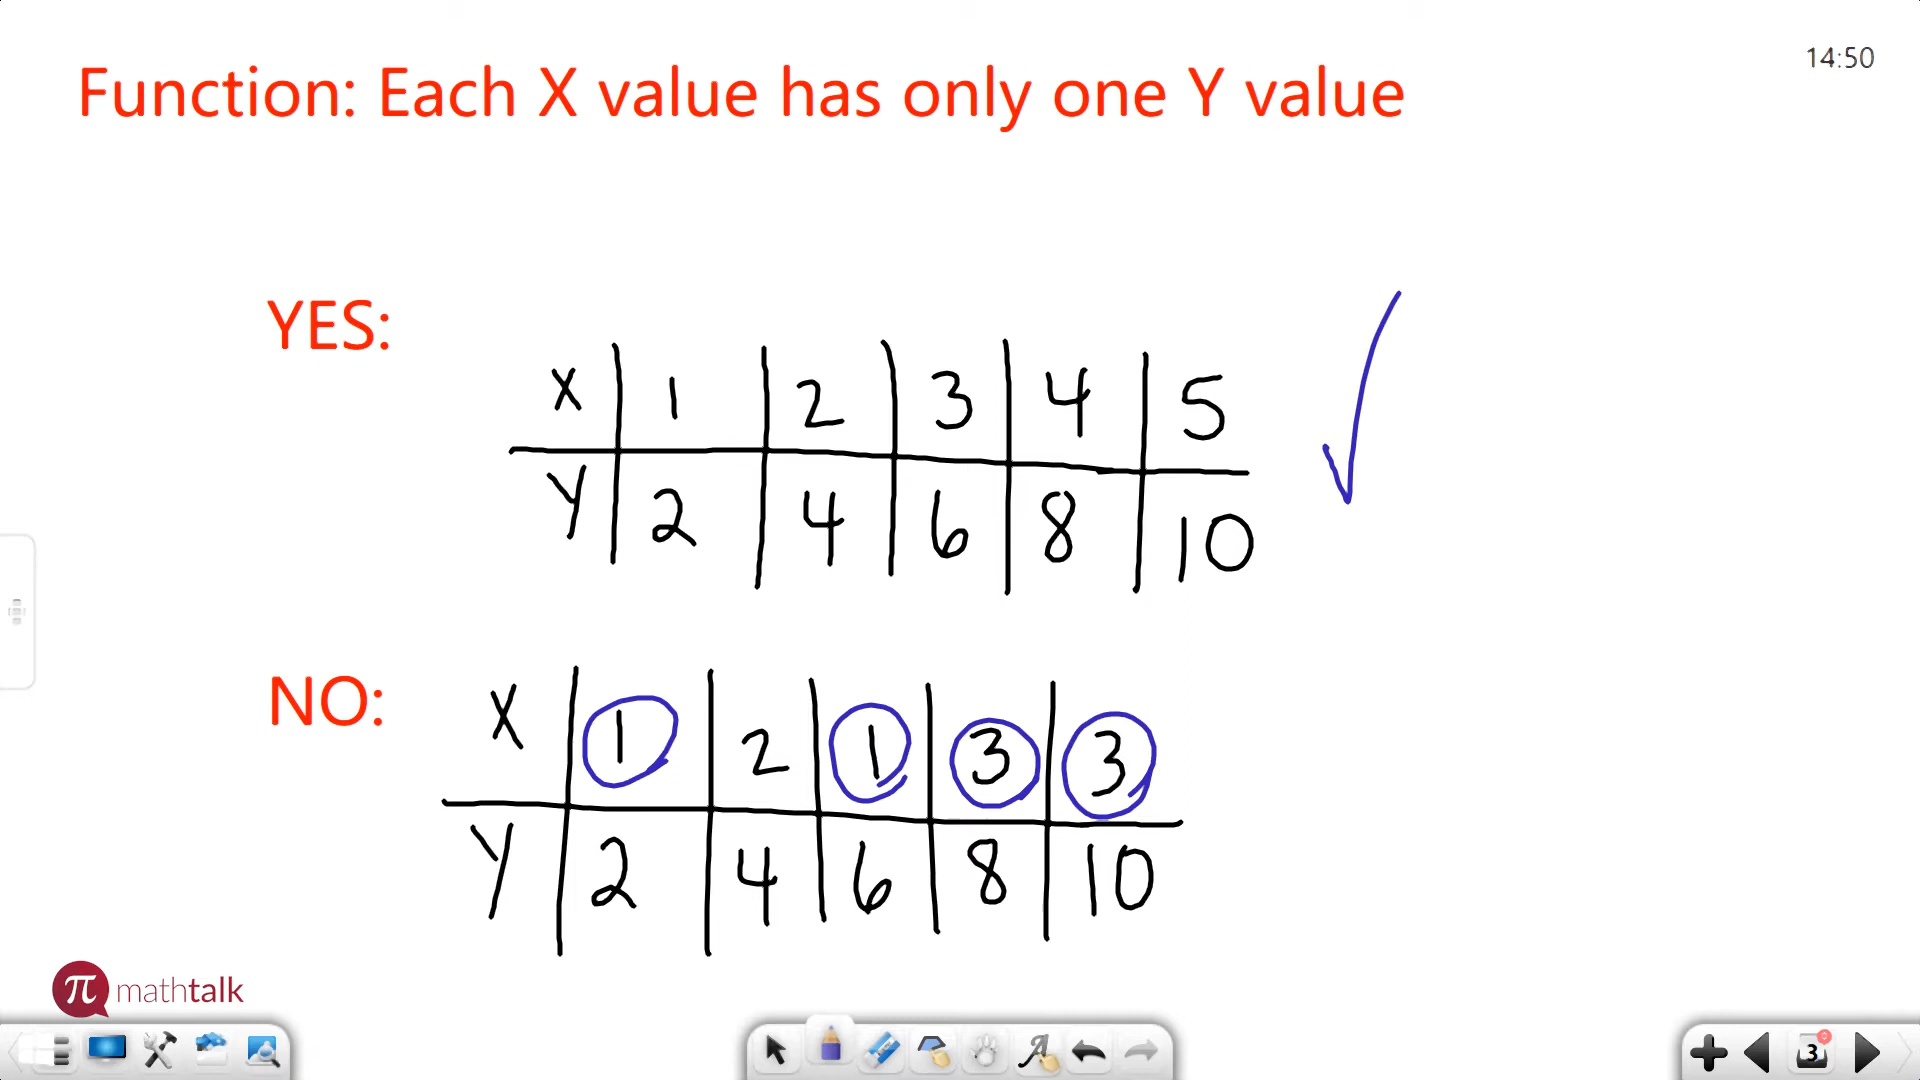 14:50
Function: Each X value has only one Y value
YES:
X 1 2 3 4 5
Y 2 4 6 8 10
NO:
X 1 2 1 3 3
Y 2 4 6 8 10
π mathtalk
3